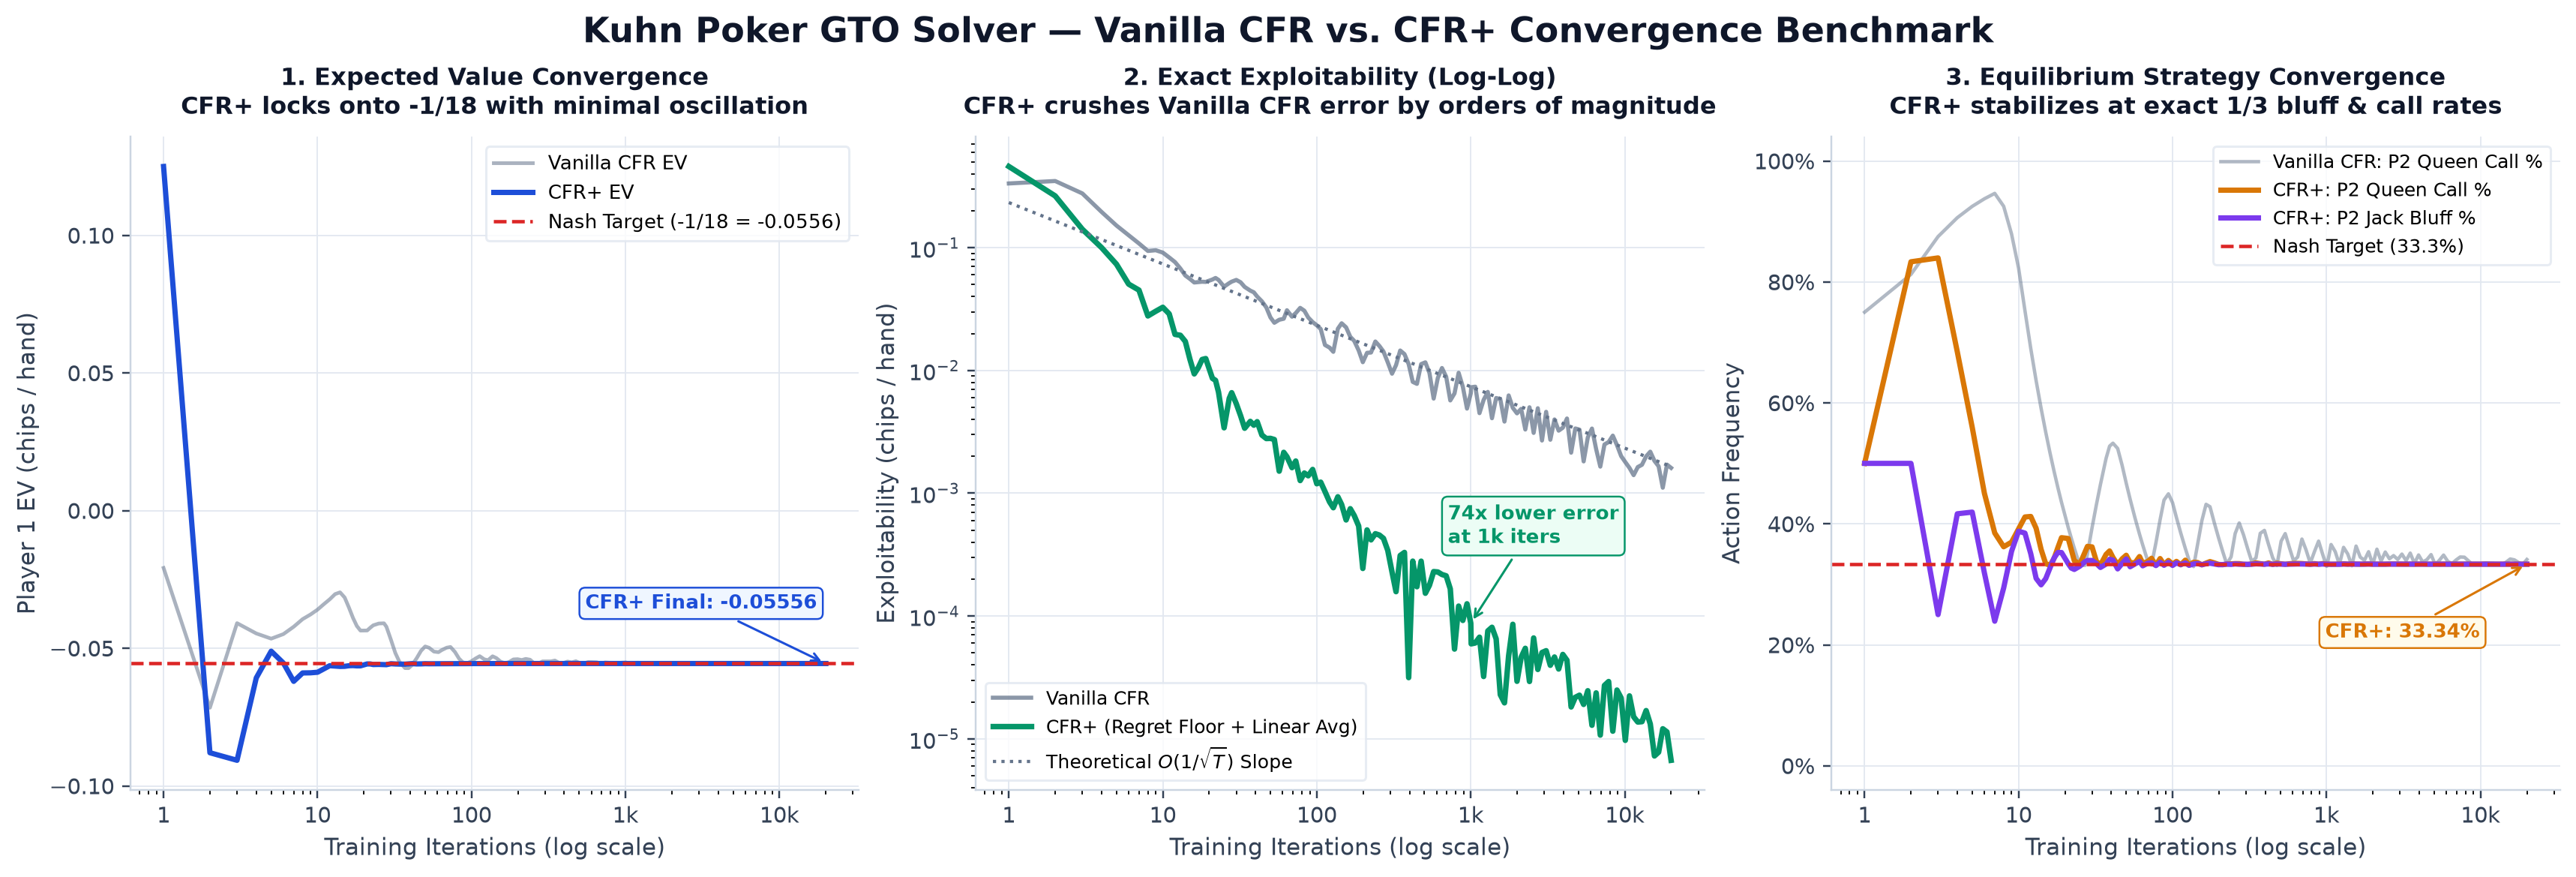 Kuhn Poker GTO Solver — Vanilla CFR vs. CFR+ Convergence Benchmark
1. Expected Value Convergence
CFR+ locks onto -1/18 with minimal oscillation
Player 1 EV (chips / hand)
0.10
0.05
0.00
−0.05
−0.10
Vanilla CFR EV
CFR+ EV
Nash Target (-1/18 = -0.0556)
CFR+ Final: -0.05556
1
10
100
1k
10k
Training Iterations (log scale)
2. Exact Exploitability (Log-Log)
CFR+ crushes Vanilla CFR error by orders of magnitude
Exploitability (chips / hand)
10⁻¹
10⁻²
10⁻³
10⁻⁴
10⁻⁵
74x lower error
at 1k iters
Vanilla CFR
CFR+ (Regret Floor + Linear Avg)
Theoretical O(1/√T) Slope
1
10
100
1k
10k
Training Iterations (log scale)
3. Equilibrium Strategy Convergence
CFR+ stabilizes at exact 1/3 bluff & call rates
Action Frequency
100%
80%
60%
40%
20%
0%
Vanilla CFR: P2 Queen Call %
CFR+: P2 Queen Call %
CFR+: P2 Jack Bluff %
Nash Target (33.3%)
CFR+: 33.34%
1
10
100
1k
10k
Training Iterations (log scale)